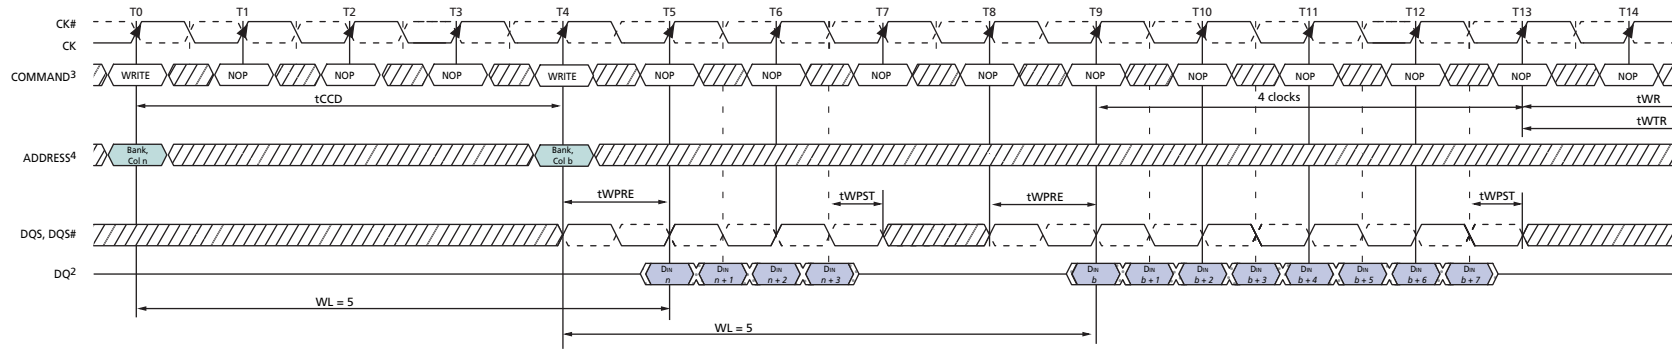 T0 T1 T2 T3 T4 T5 T6 T7 T8 T9 T10 T11 T12 T13 T14
CK#
CK
COMMAND3 WRITE NOP NOP NOP WRITE NOP NOP NOP NOP NOP NOP NOP NOP NOP NOP
tCCD 4 clocks tWR
tWTR
ADDRESS4 Bank, Col n Bank, Col b
tWPRE tWPST tWPRE tWPST
DQS, DQS#
DQ2 DIN n DIN n + 1 DIN n + 2 DIN n + 3 DIN b DIN b + 1 DIN b + 2 DIN b + 3 DIN b + 4 DIN b + 5 DIN b + 6 DIN b + 7
WL = 5
WL = 5